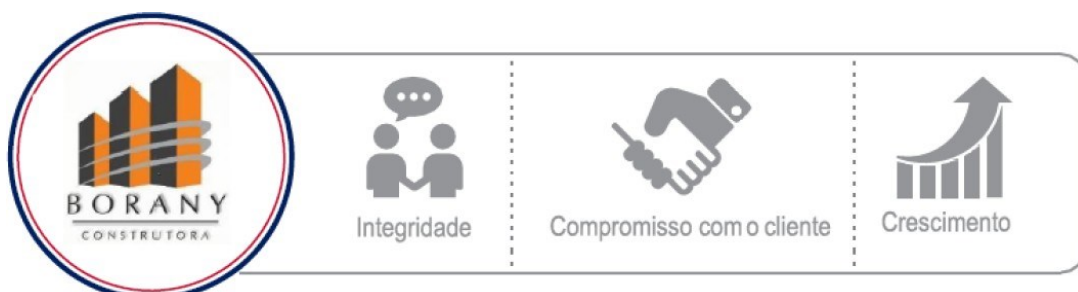 BORANY
CONSTRUTORA
Integridade
Compromisso com o cliente
Crescimento